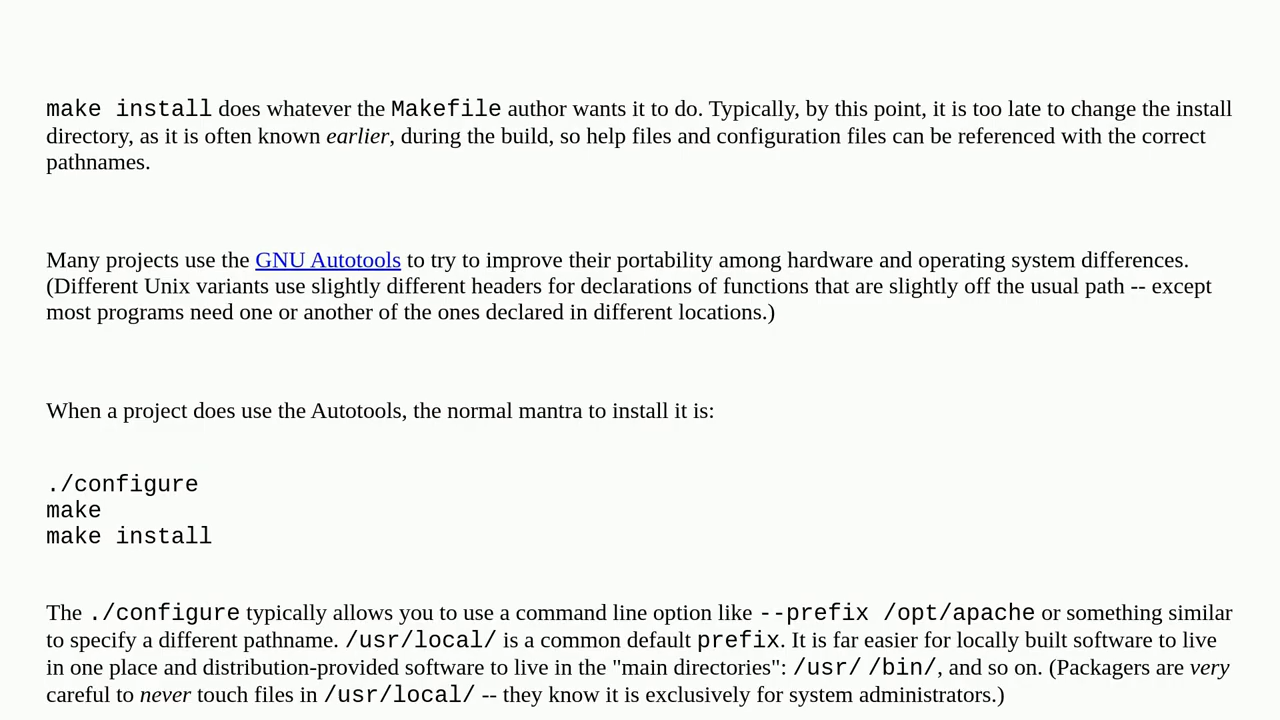 make install does whatever the Makefile author wants it to do. Typically, by this point, it is too late to change the install
directory, as it is often known earlier, during the build, so help files and configuration files can be referenced with the correct
pathnames.
Many projects use the GNU Autotools to try to improve their portability among hardware and operating system differences.
(Different Unix variants use slightly different headers for declarations of functions that are slightly off the usual path -- except
most programs need one or another of the ones declared in different locations.)
When a project does use the Autotools, the normal mantra to install it is:
./configure
make
make install
The ./configure typically allows you to use a command line option like --prefix /opt/apache or something similar
to specify a different pathname. /usr/local/ is a common default prefix. It is far easier for locally built software to live
in one place and distribution-provided software to live in the "main directories": /usr/ /bin/, and so on. (Packagers are very
careful to never touch files in /usr/local/ -- they know it is exclusively for system administrators.)